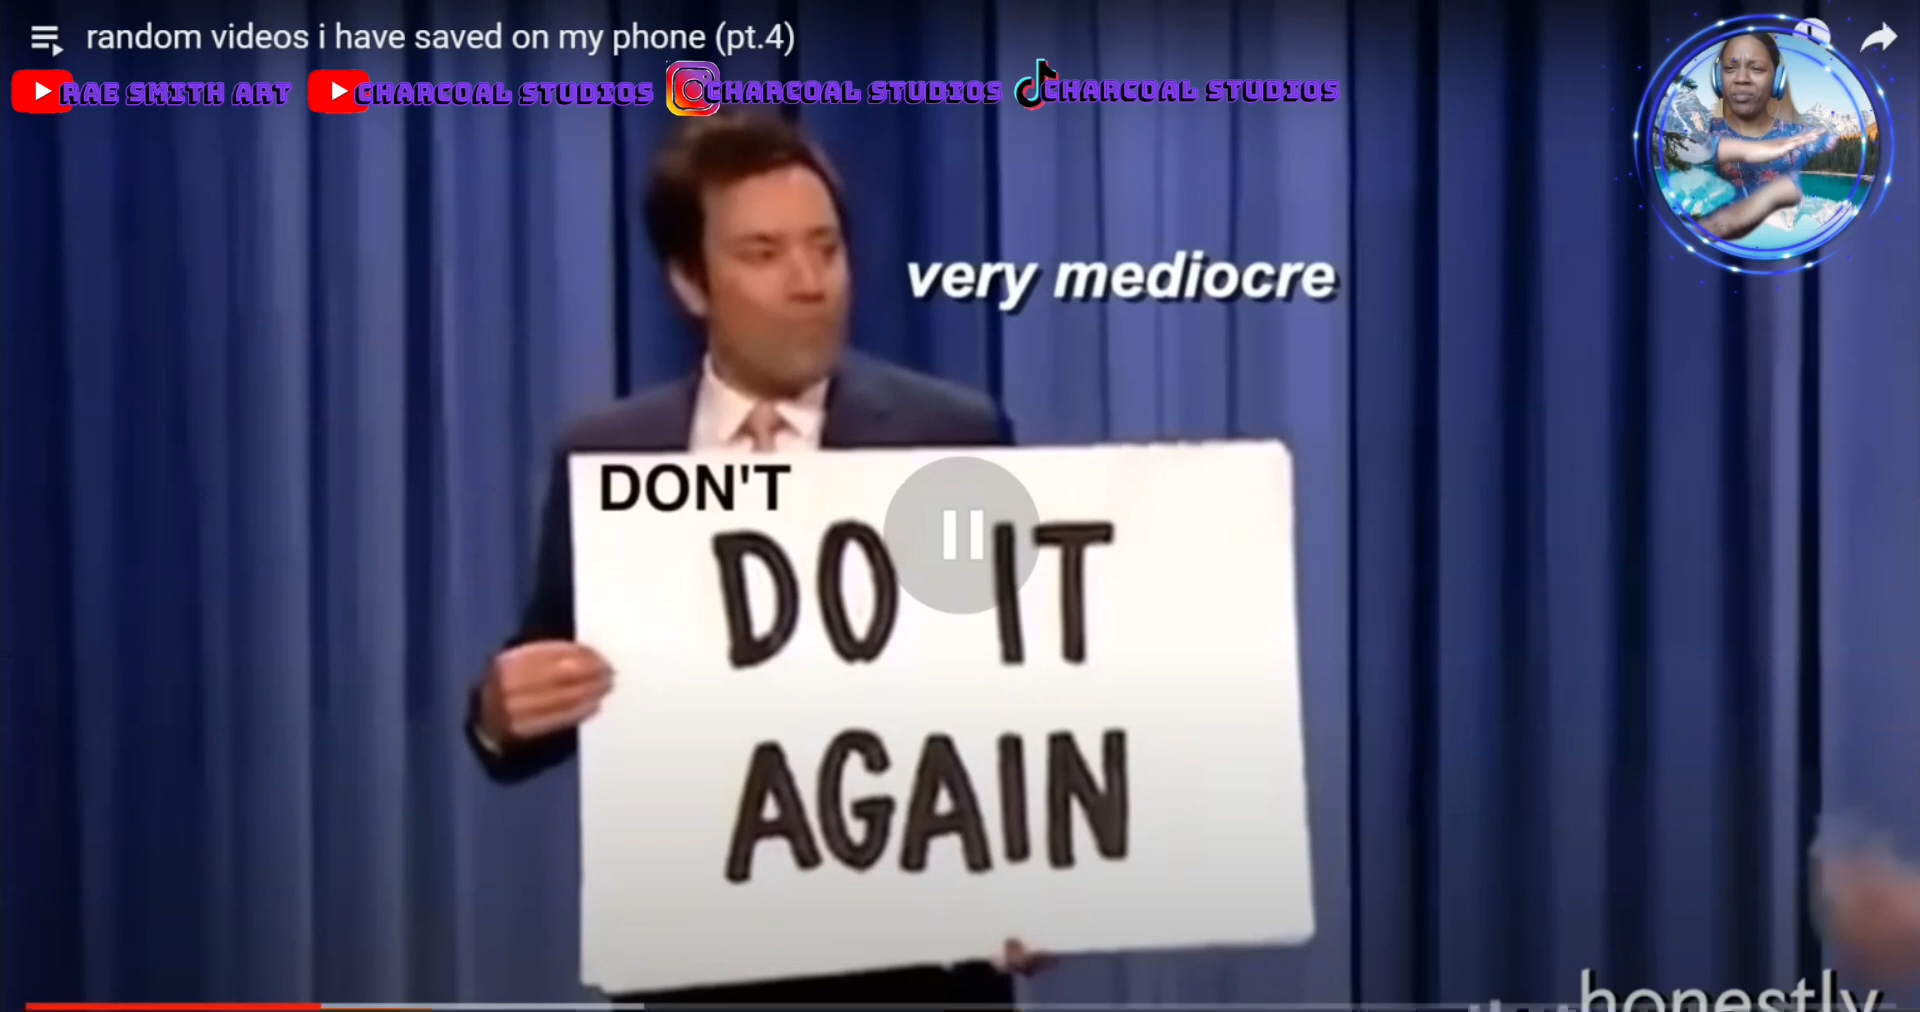 random videos i have saved on my phone (pt.4)
RAE SMITH ART CHARCOAL STUDIOS CHARCOAL STUDIOS CHARCOAL STUDIOS
very mediocre
DON'T
DO IT
AGAIN
honestly